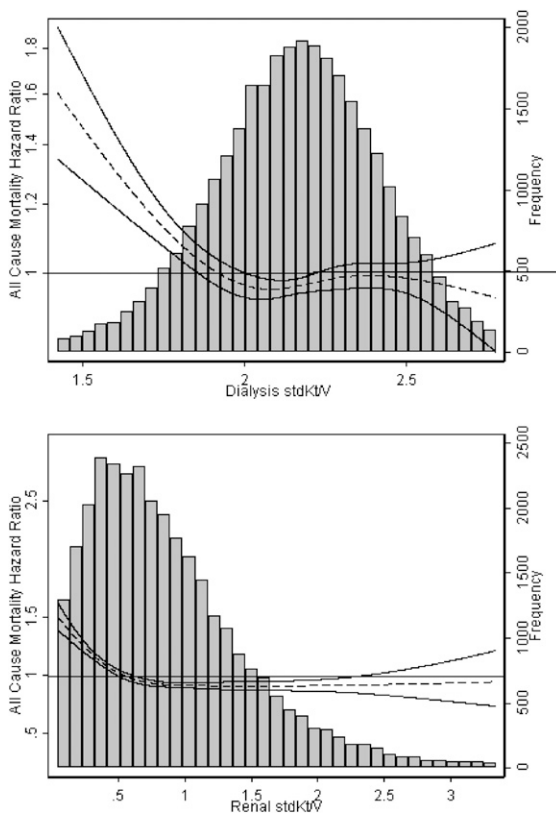 All Cause Mortality Hazard Ratio
1 1.2 1.4 1.6 1.8
0 500 1000 1500 2000
Frequency
1.5 2 2.5
Dialysis stdKt/V
All Cause Mortality Hazard Ratio
.5 1 1.5 2.5
0 500 1000 1500 2000 2500
Frequency
.5 1 1.5 2 2.5 3
Renal stdKt/V